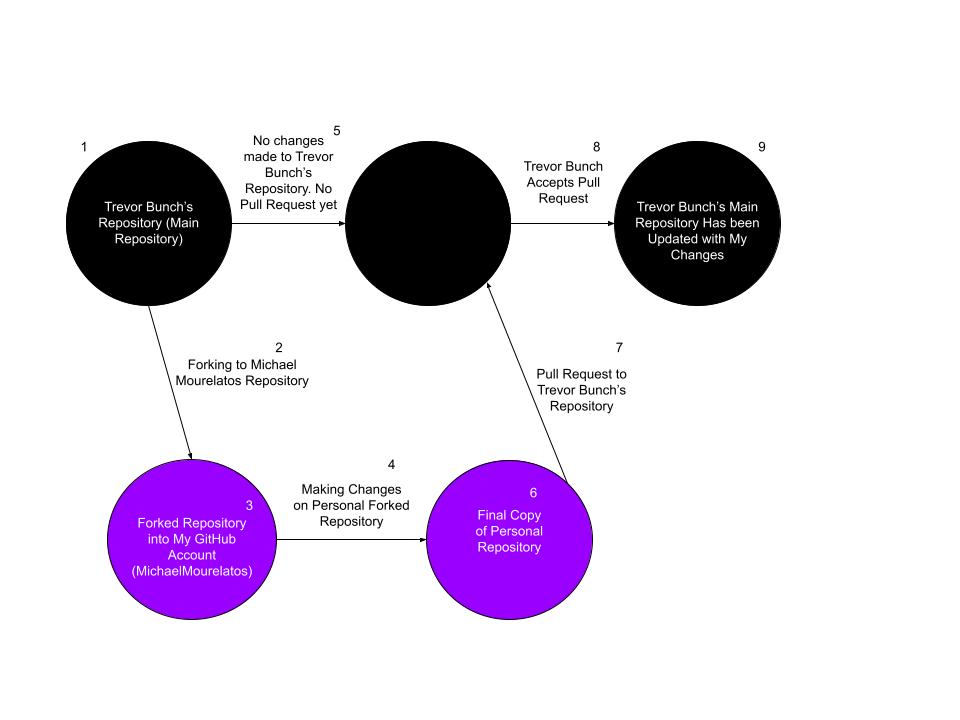 1
Trevor Bunch's
Repository (Main
Repository)
5
No changes
made to Trevor
Bunch's
Repository. No
Pull Request yet
8
Trevor Bunch
Accepts Pull
Request
9
Trevor Bunch's Main
Repository Has been
Updated with My
Changes
2
Forking to Michael
Mourelatos Repository
7
Pull Request to
Trevor Bunch's
Repository
3
Forked Repository
into My GitHub
Account
(MichaelMourelatos)
4
Making Changes
on Personal Forked
Repository
6
Final Copy
of Personal
Repository